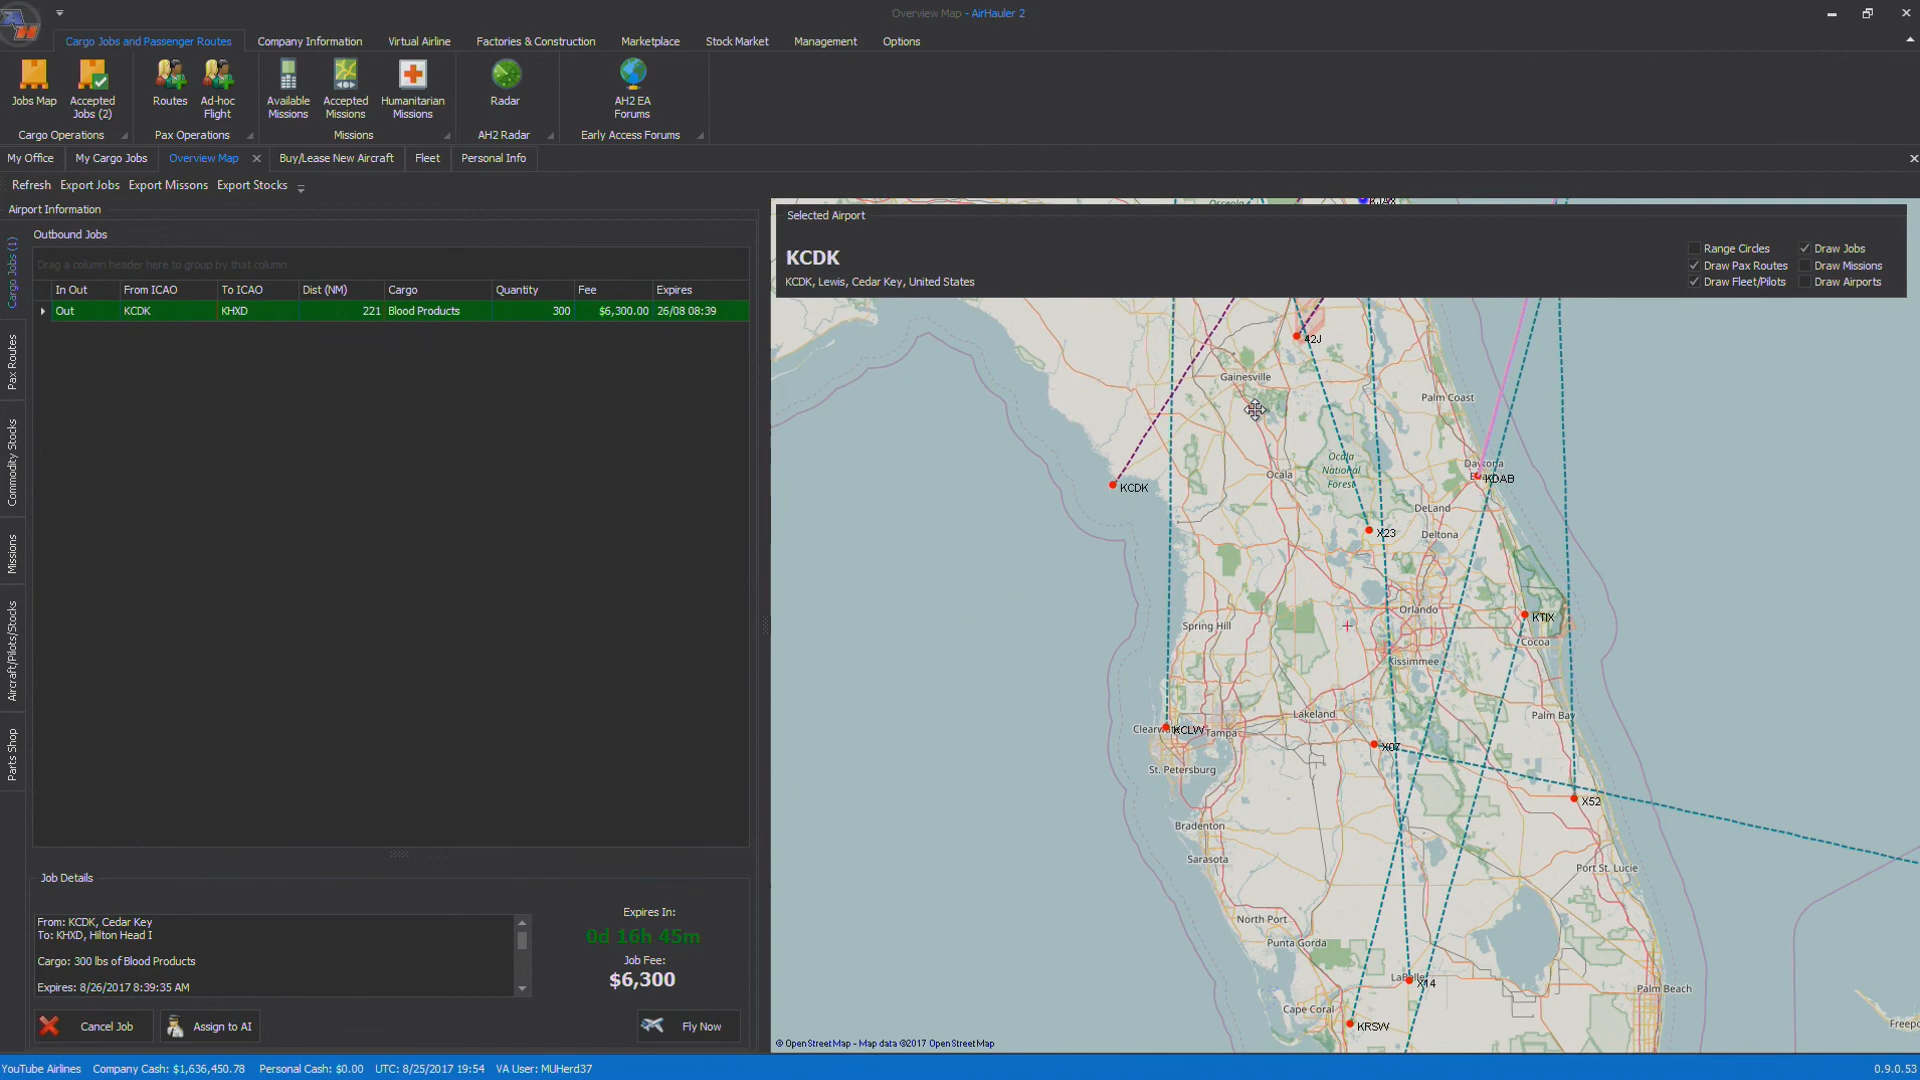 Overview Map - AirHauler 2
Cargo Jobs and Passenger Routes
Company Information
Virtual Airline
Factories & Construction
Marketplace
Stock Market
Management
Options
Jobs Map
Accepted Jobs (2)
Routes
Ad-hoc Flight
Available Missions
Accepted Missions
Humanitarian Missions
Radar
AH2 EA Forums
Cargo Operations
Pax Operations
Missions
AH2 Radar
Early Access Forums
My Office
My Cargo Jobs
Overview Map
Buy/Lease New Aircraft
Fleet
Personal Info
Refresh
Export Jobs
Export Missons
Export Stocks
Airport Information
Cargo Jobs (1)
Pax Routes
Commodity Stocks
Missions
Aircraft/Pilots/Stocks
Parts Shop
Outbound Jobs
Drag a column header here to group by that column
In Out From ICAO To ICAO Dist (NM) Cargo Quantity Fee Expires
Out KCDK KHXD 221 Blood Products 300 $6,300.00 26/08 08:39
Job Details
From: KCDK, Cedar Key
To: KHXD, Hilton Head I
Cargo: 300 lbs of Blood Products
Expires: 8/26/2017 8:39:35 AM
Expires In:
0d 16h 45m
Job Fee:
$6,300
Cancel Job
Assign to AI
Fly Now
Selected Airport
KCDK
KCDK, Lewis, Cedar Key, United States
Range Circles
Draw Jobs
Draw Pax Routes
Draw Missions
Draw Fleet/Pilots
Draw Airports
42J
Gainesville
Palm Coast
Ocala
Ocala National Forest
Daytona
KDAB
KCDK
DeLand
X23
Deltona
Orlando
KTIX
Spring Hill
Cocoa
Kissimmee
Lakeland
Palm Bay
KCLW
Tampa
X07
St. Petersburg
X52
Bradenton
Sarasota
Port St. Lucie
North Port
Punta Gorda
X14
Palm Beach
Cape Coral
KRSW
Freepo
© OpenStreetMap - Map data ©2017 OpenStreetMap
YouTube Airlines Company Cash: $1,636,450.78 Personal Cash: $0.00 UTC: 8/25/2017 19:54 VA User: MUHerd37
0.9.0.53